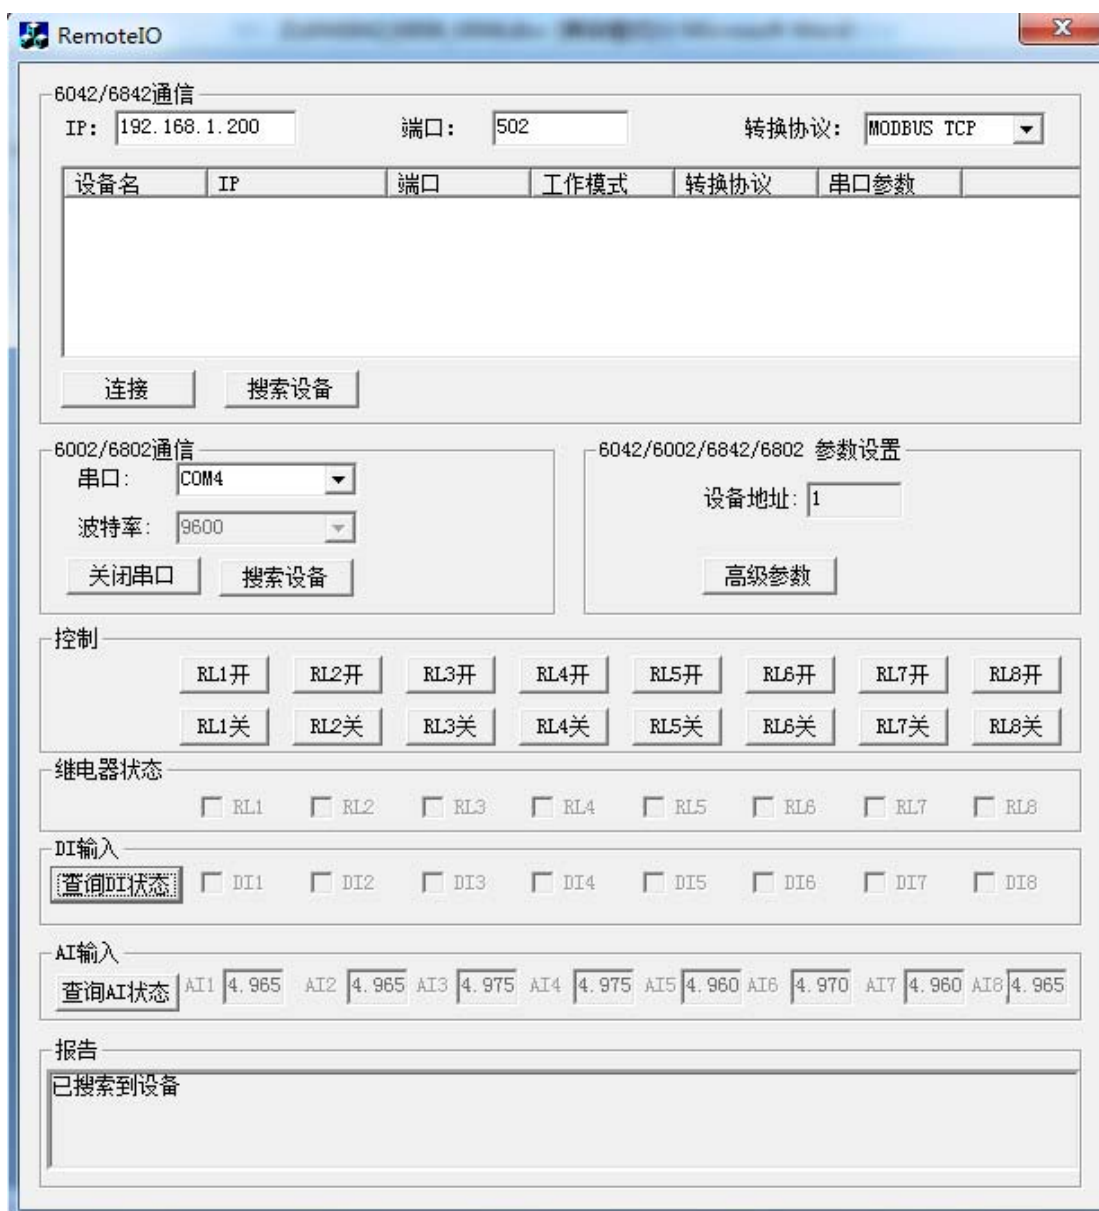 RemoteIO
6042/6842通信
IP: 192.168.1.200 端口: 502 转换协议: MODBUS TCP
设备名 IP 端口 工作模式 转换协议 串口参数
连接 搜索设备
6002/6802通信 6042/6002/6842/6802 参数设置
串口: COM4
设备地址: 1
波特率: 9600
关闭串口 搜索设备 高级参数
控制
RL1开 RL2开 RL3开 RL4开 RL5开 RL6开 RL7开 RL8开
RL1关 RL2关 RL3关 RL4关 RL5关 RL6关 RL7关 RL8关
继电器状态
RL1 RL2 RL3 RL4 RL5 RL6 RL7 RL8
DI输入
查询DI状态 DI1 DI2 DI3 DI4 DI5 DI6 DI7 DI8
AI输入
查询AI状态 AI1 4.965 AI2 4.965 AI3 4.975 AI4 4.975 AI5 4.960 AI6 4.970 AI7 4.960 AI8 4.965
报告
已搜索到设备